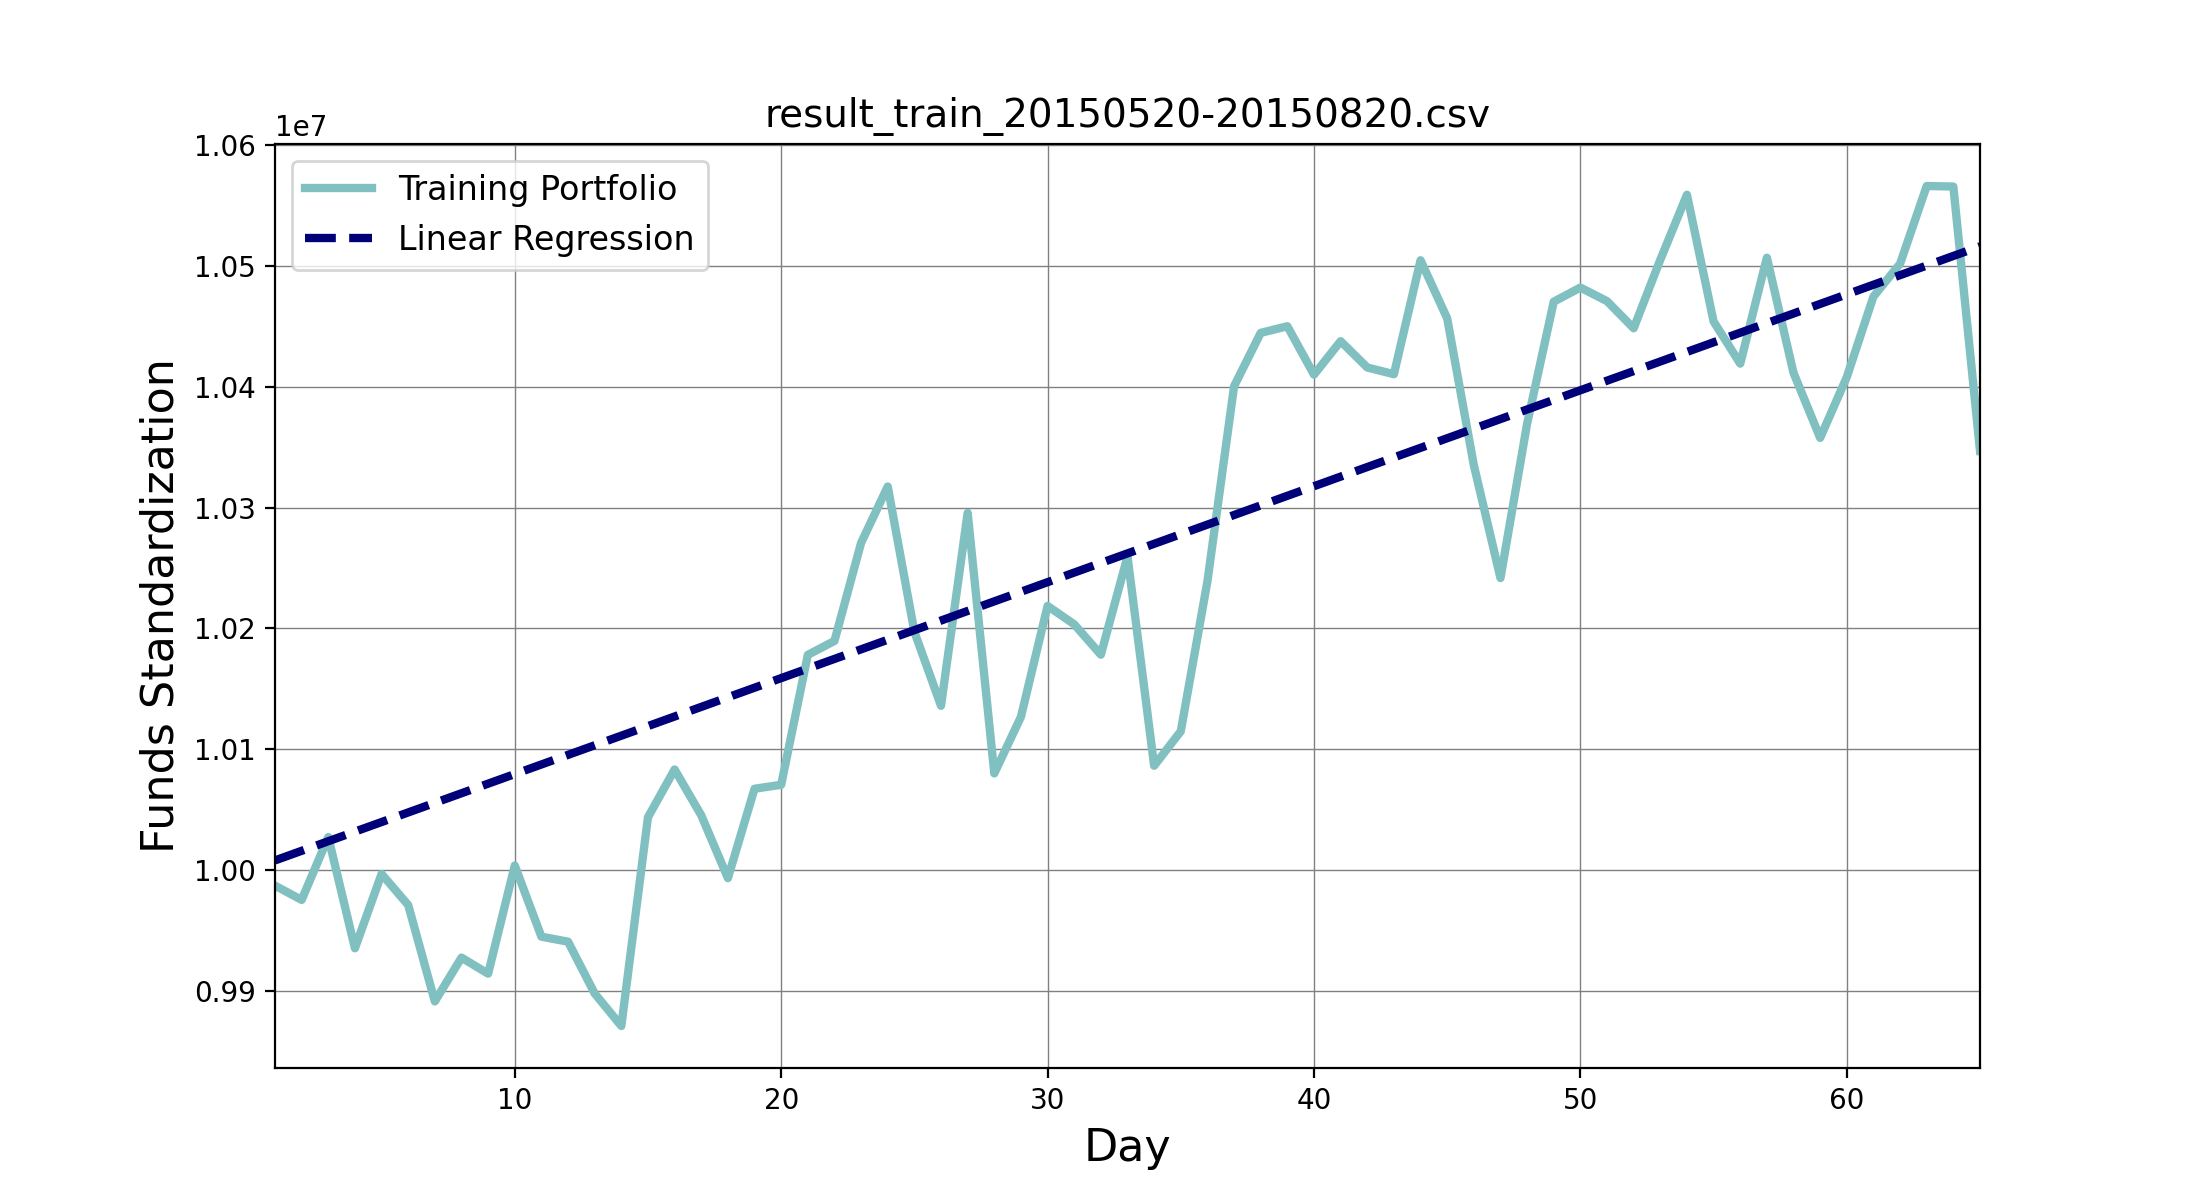 result_train_20150520-20150820.csv
1e7
Training Portfolio
Linear Regression
Funds Standardization
1.06
1.05
1.04
1.03
1.02
1.01
1.00
0.99
10 20 30 40 50 60
Day